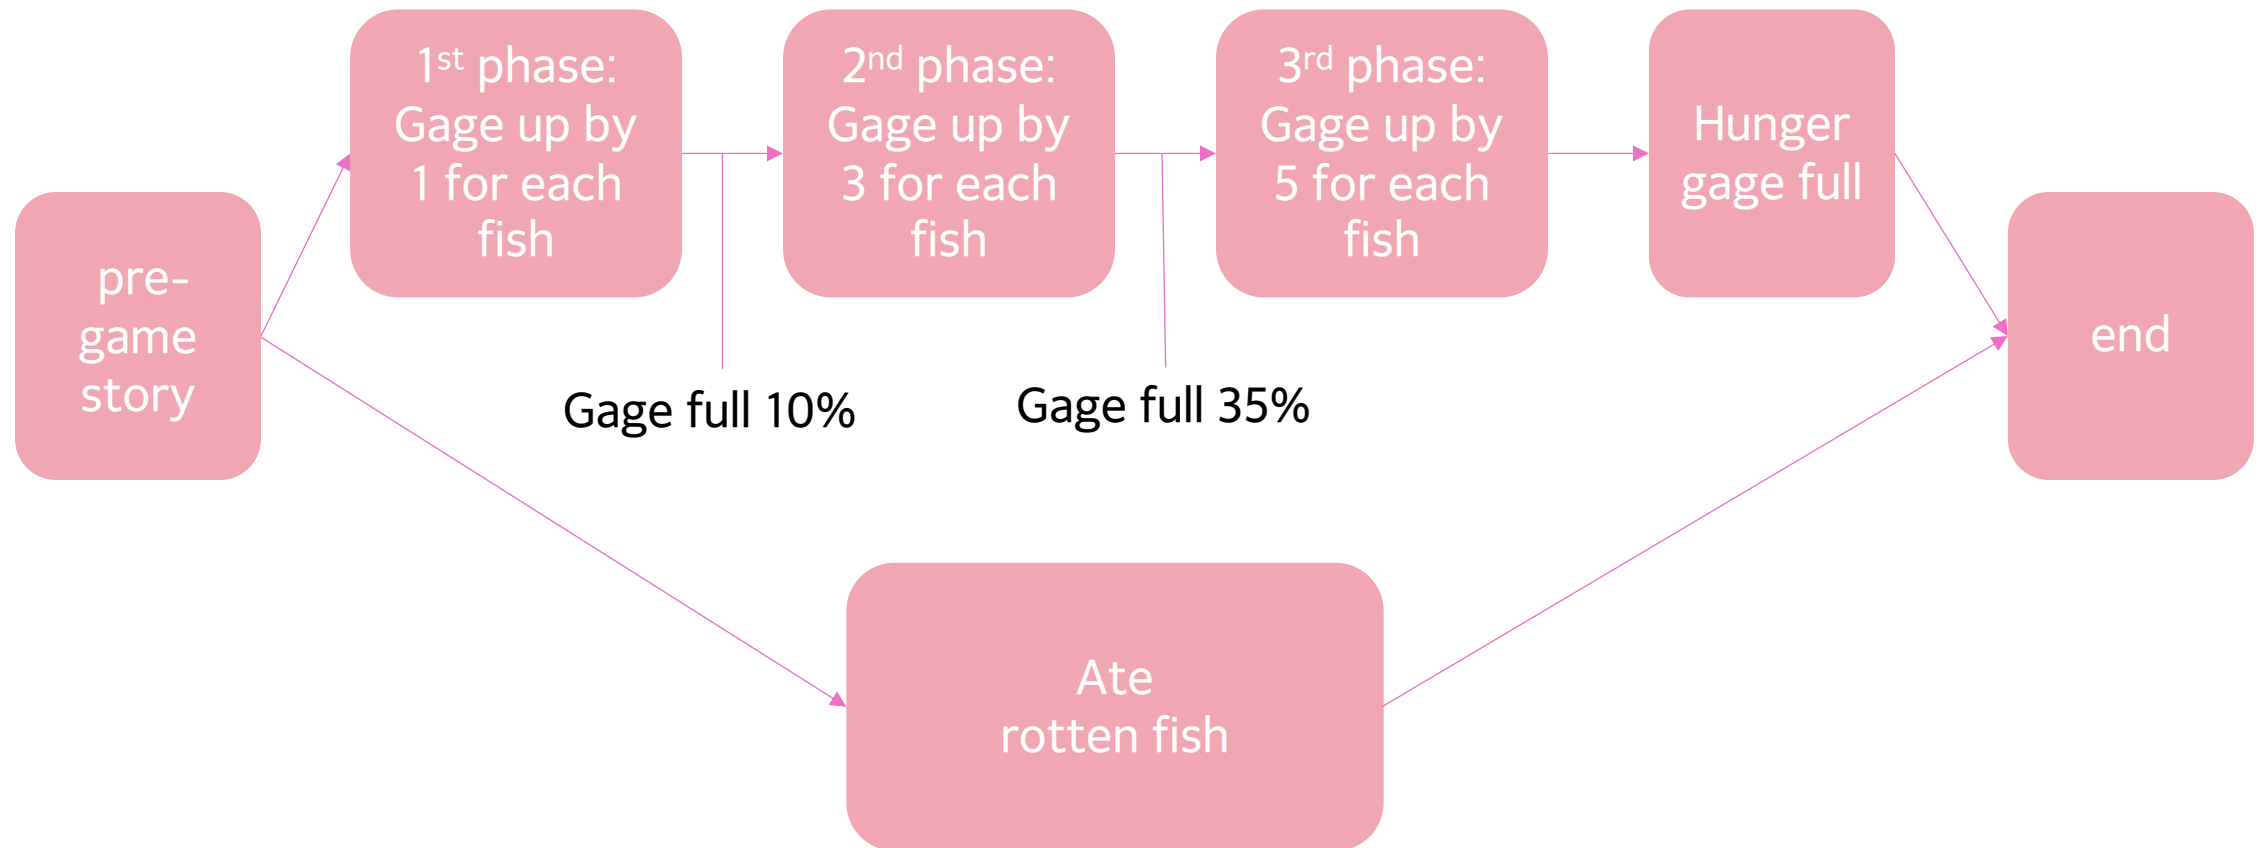 pre-
game
story
1st phase:
Gage up by
1 for each
fish
2nd phase:
Gage up by
3 for each
fish
3rd phase:
Gage up by
5 for each
fish
Hunger
gage full
end
Gage full 10%
Gage full 35%
Ate
rotten fish